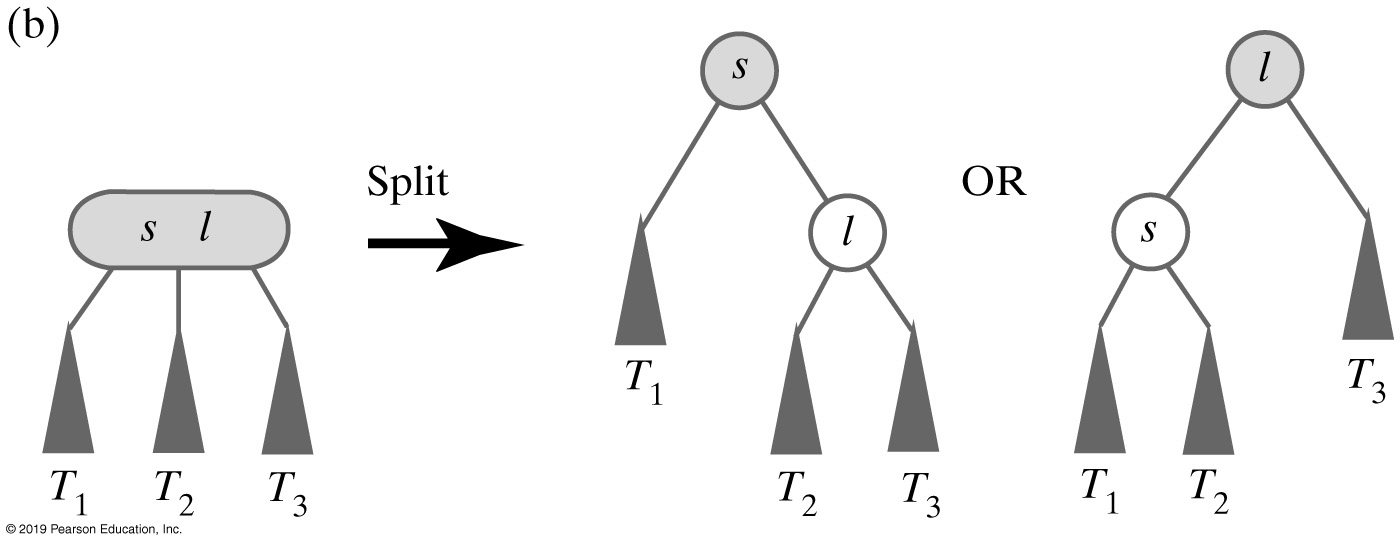 (b)
s l
T1 T2 T3
Split
s
l
T1
T2 T3
OR
l
s
T1 T2
T3
© 2019 Pearson Education, Inc.